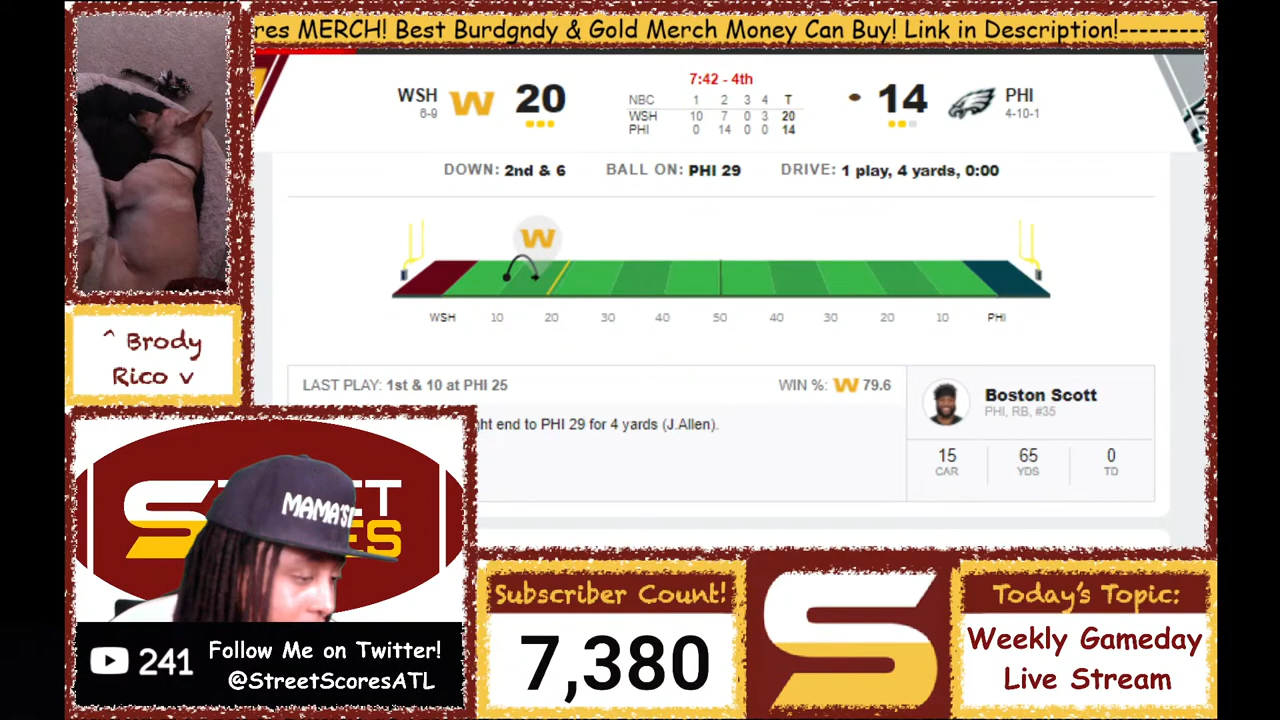 res MERCH! Best Burdgndy & Gold Merch Money Can Buy! Link in Description!---------
WSH
6-9
W
20
7:42 - 4th
NBC 1 2 3 4 T
WSH 10 7 0 3 20
PHI 0 14 0 0 14
14
PHI
4-10-1
DOWN: 2nd & 6
BALL ON: PHI 29
DRIVE: 1 play, 4 yards, 0:00
W
WSH 10 20 30 40 50 40 30 20 10 PHI
LAST PLAY: 1st & 10 at PHI 25
WIN %: W 79.6
end to PHI 29 for 4 yards (J.Allen).
Boston Scott
PHI, RB, #35
15 65 0
CAR YDS TD
^ Brody
Rico v
MAMA'S
241
Follow Me on Twitter!
@StreetScoresATL
Subscriber Count!
7,380
S
Today's Topic:
Weekly Gameday
Live Stream